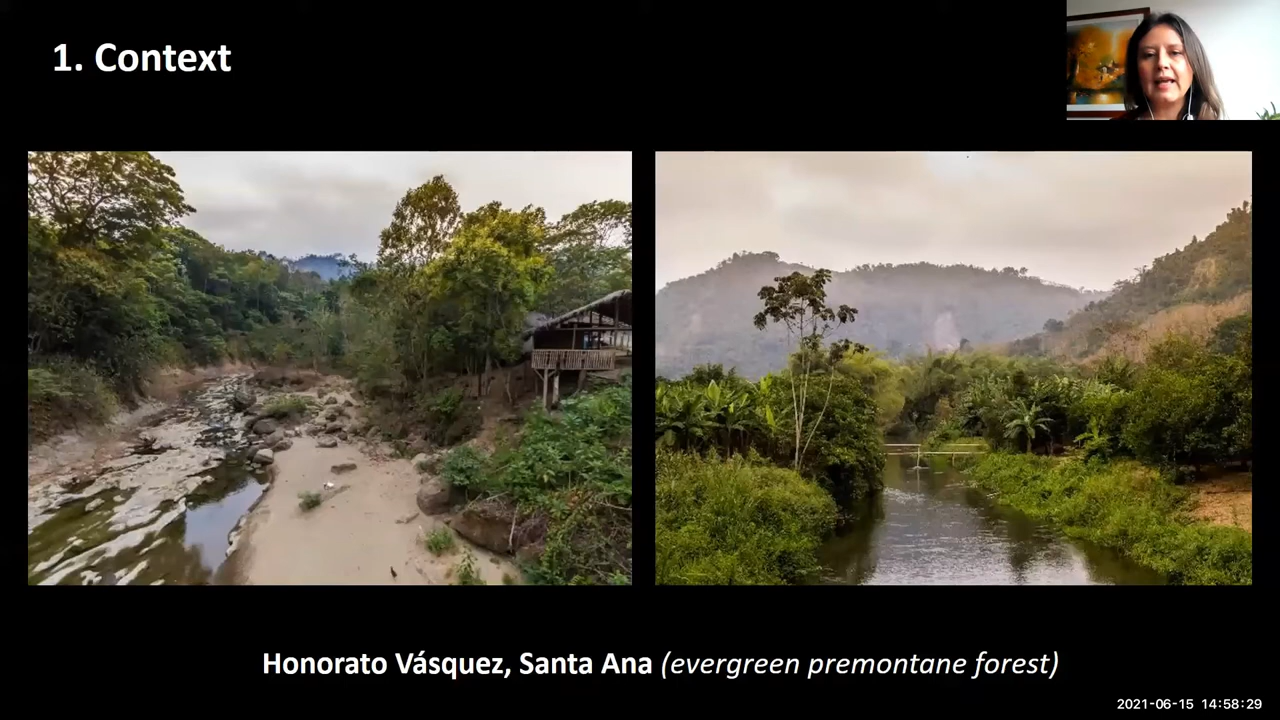 1. Context
Honorato Vásquez, Santa Ana (evergreen premontane forest)
2021-06-15 14:58:29